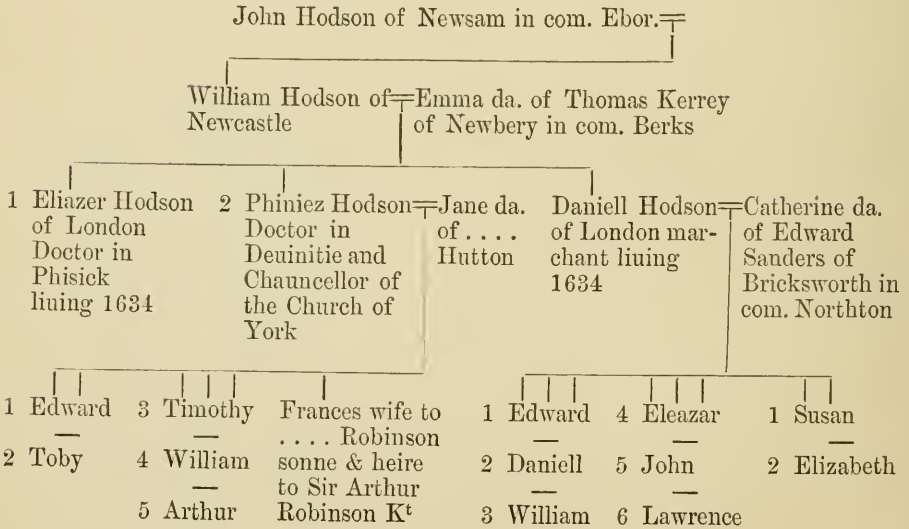 John Hodson of Newsam in com. Ebor.
William Hodson of
Newcastle
Emma da. of Thomas Kerrey
of Newbery in com. Berks
1 Eliazer Hodson
of London
Doctor in
Phisick
liuing 1634
2 Phiniez Hodson
Doctor in
Deuinitie and
Chauncellor of
the Church of
York
Jane da.
of . . . .
Hutton
Daniell Hodson
of London mar-
chant liuing
1634
Catherine da.
of Edward
Sanders of
Bricksworth in
com. Northton
1 Edward
2 Toby
3 Timothy
4 William
5 Arthur
Frances wife to
. . . . Robinson
sonne & heire
to Sir Arthur
Robinson Kᵗ
1 Edward
2 Daniell
3 William
4 Eleazar
5 John
6 Lawrence
1 Susan
2 Elizabeth